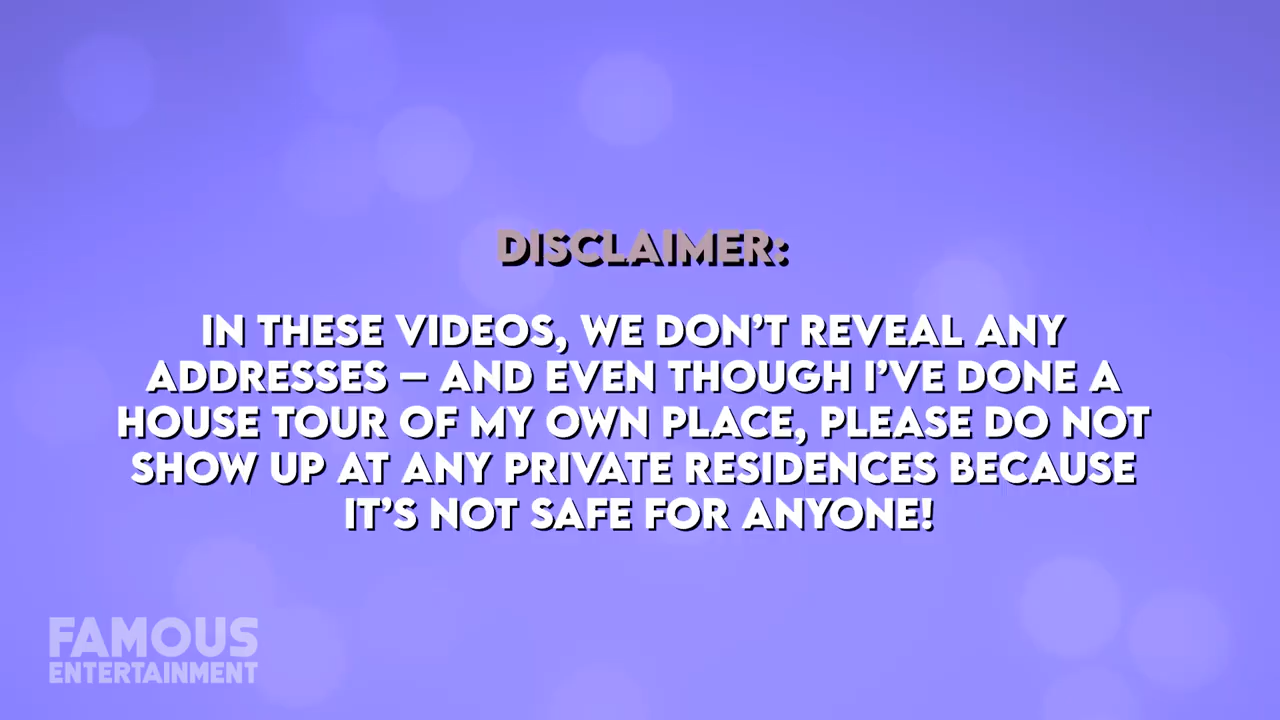 DISCLAIMER:
IN THESE VIDEOS, WE DON’T REVEAL ANY
ADDRESSES – AND EVEN THOUGH I’VE DONE A
HOUSE TOUR OF MY OWN PLACE, PLEASE DO NOT
SHOW UP AT ANY PRIVATE RESIDENCES BECAUSE
IT’S NOT SAFE FOR ANYONE!
FAMOUS
ENTERTAINMENT